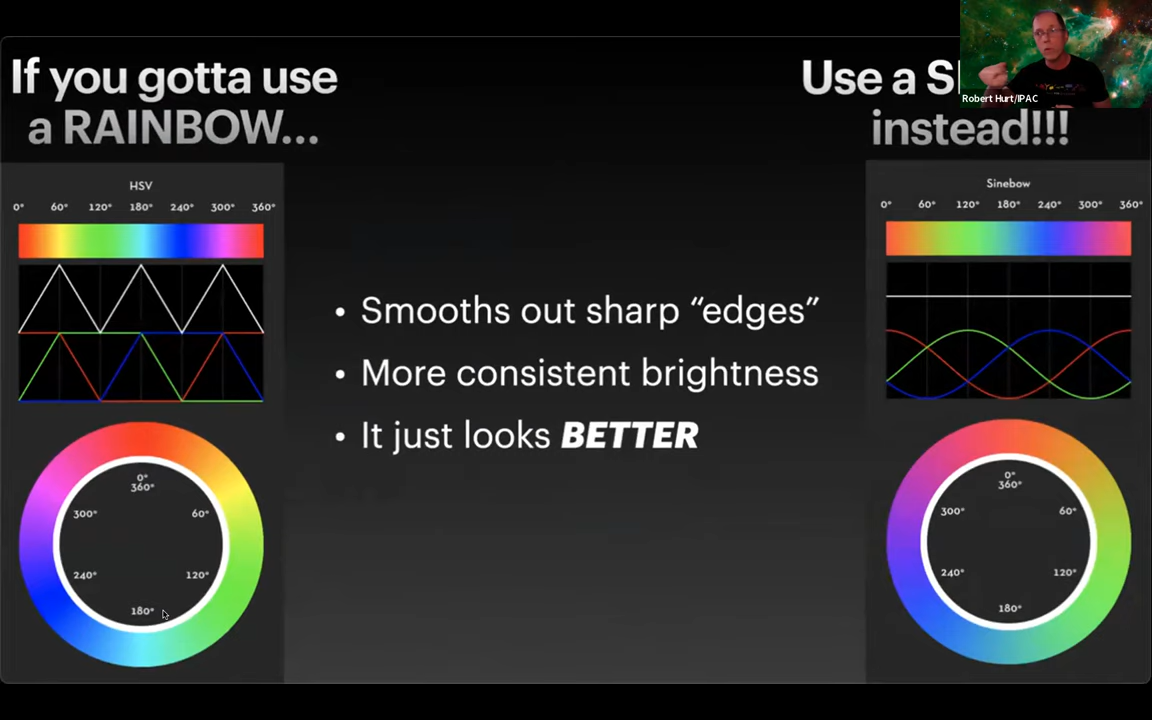 If you gotta use
a RAINBOW...
HSV
0° 60° 120° 180° 240° 300° 360°
0°
360°
300° 60°
240° 120°
180°
• Smooths out sharp “edges”
• More consistent brightness
• It just looks BETTER
Use a S
instead!!!
Sinebow
0° 60° 120° 180° 240° 300° 360°
0°
360°
300° 60°
240° 120°
180°
Robert Hurt/IPAC